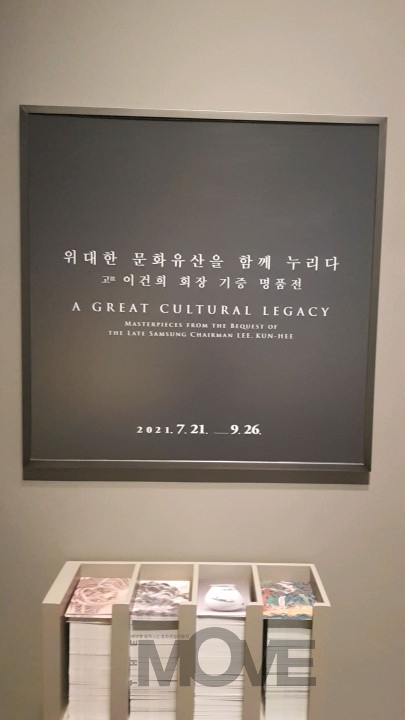 위대한 문화유산을 함께 누리다
고故 이건희 회장 기증 명품전
A GREAT CULTURAL LEGACY
MASTERPIECES FROM THE BEQUEST OF
THE LATE SAMSUNG CHAIRMAN LEE, KUN-HEE
2021. 7. 21. — 9. 26.
THE MOVE